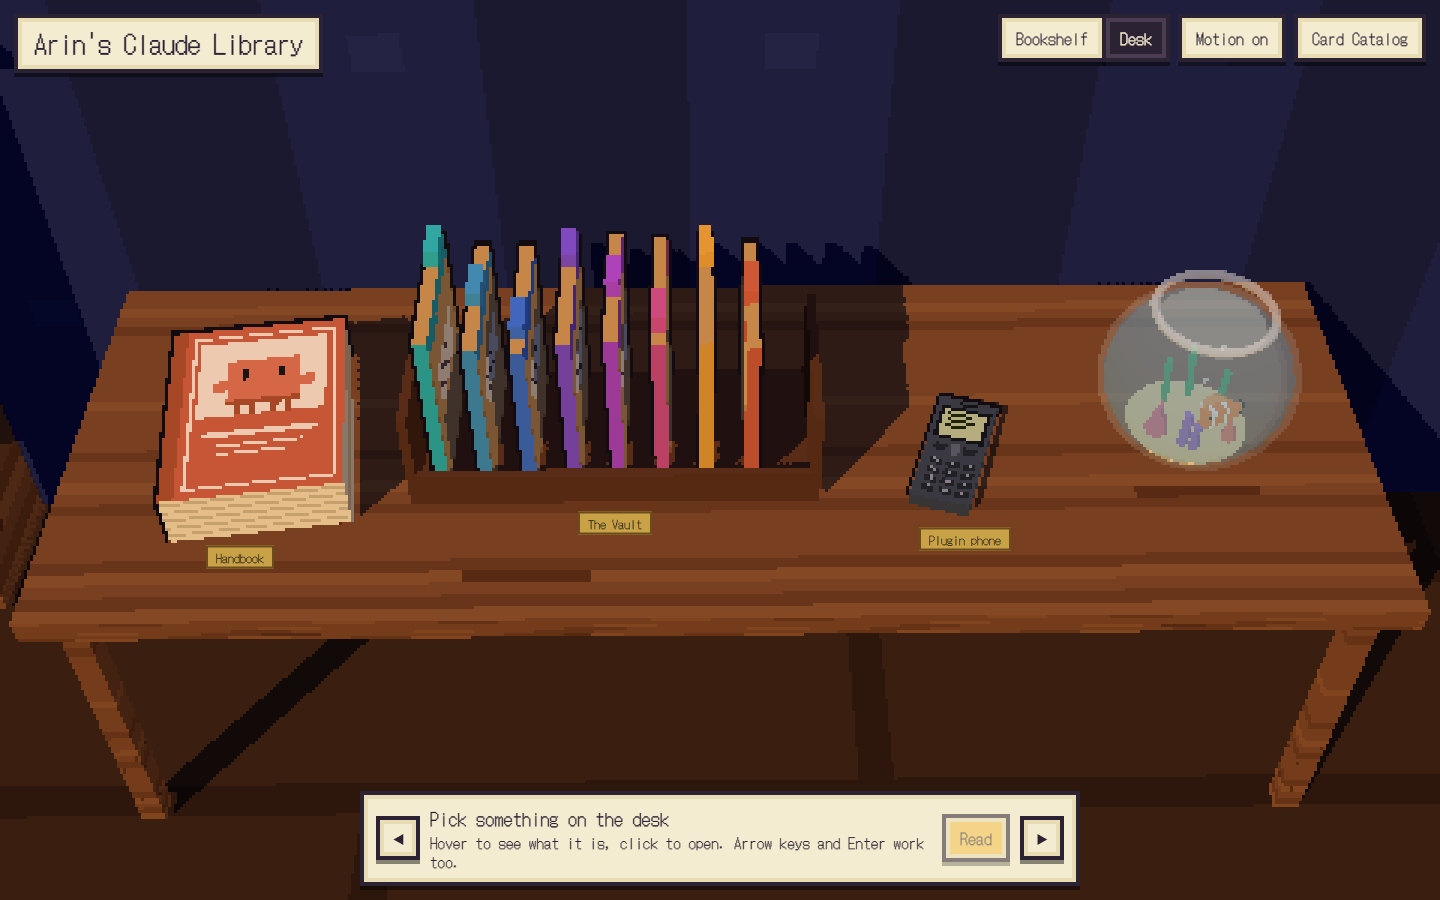 Arin's Claude Library
Bookshelf
Desk
Motion on
Card Catalog
The Vault
Plugin phone
Handbook
Pick something on the desk
Hover to see what it is, click to open. Arrow keys and Enter work
too.
Read